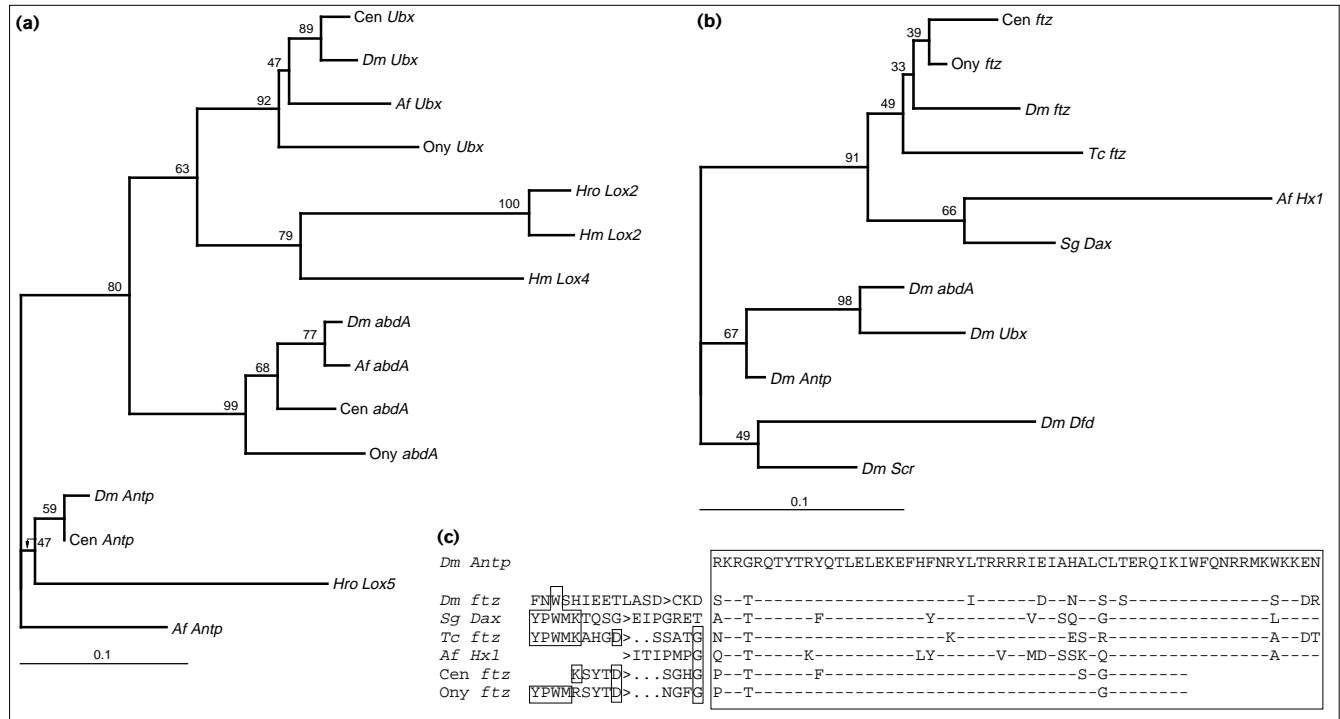 (a)
89
Cen Ubx
Dm Ubx
47
Af Ubx
92
Ony Ubx
63
100
Hro Lox2
Hm Lox2
79
Hm Lox4
80
77
Dm abdA
Af abdA
68
Cen abdA
99
Ony abdA
59
Dm Antp
Cen Antp
47
Hro Lox5
Af Antp
0.1
(b)
39
Cen ftz
Ony ftz
33
Dm ftz
49
Tc ftz
91
66
Af Hx1
Sg Dax
98
Dm abdA
Dm Ubx
67
Dm Antp
49
Dm Dfd
Dm Scr
0.1
(c)
Dm Antp RKRGRQTYTRYQTLELEKEFHFNRYLTRRRRIEIAHALCLTERQIKIWFQNRRMKWKKEN
Dm ftz FNWSHIEETLASD>CKD S--T---------------------L------D--N--S-T--------------S---DR
Sg Dax YPWMKTQSG>EIPGRET A--T------F----------Y---------V--SQ--G----------------L----
Tc ftz YPWMKAHGD>...SSATG N--T-------------------K-----------ES-R----------------A---DT
Af Hx1 >ITIPMPG Q--T-----R----------LY-------V--MD-SSK-Q----------------A----
Cen ftz KSYTD>...SGHG P--T------F-------------------------S-G--------
Ony ftz YPWMRSYTD>...NGFG P--T---------------------------------G--------